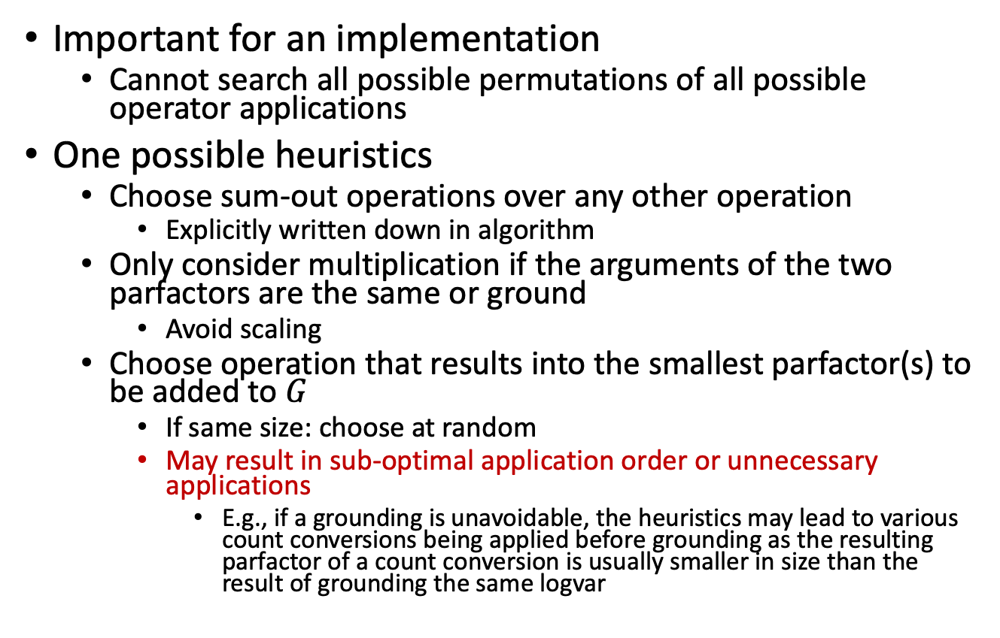 • Important for an implementation
• Cannot search all possible permutations of all possible
operator applications
• One possible heuristics
• Choose sum-out operations over any other operation
• Explicitly written down in algorithm
• Only consider multiplication if the arguments of the two
parfactors are the same or ground
• Avoid scaling
• Choose operation that results into the smallest parfactor(s) to
be added to G
• If same size: choose at random
• May result in sub-optimal application order or unnecessary
applications
• E.g., if a grounding is unavoidable, the heuristics may lead to various
count conversions being applied before grounding as the resulting
parfactor of a count conversion is usually smaller in size than the
result of grounding the same logvar